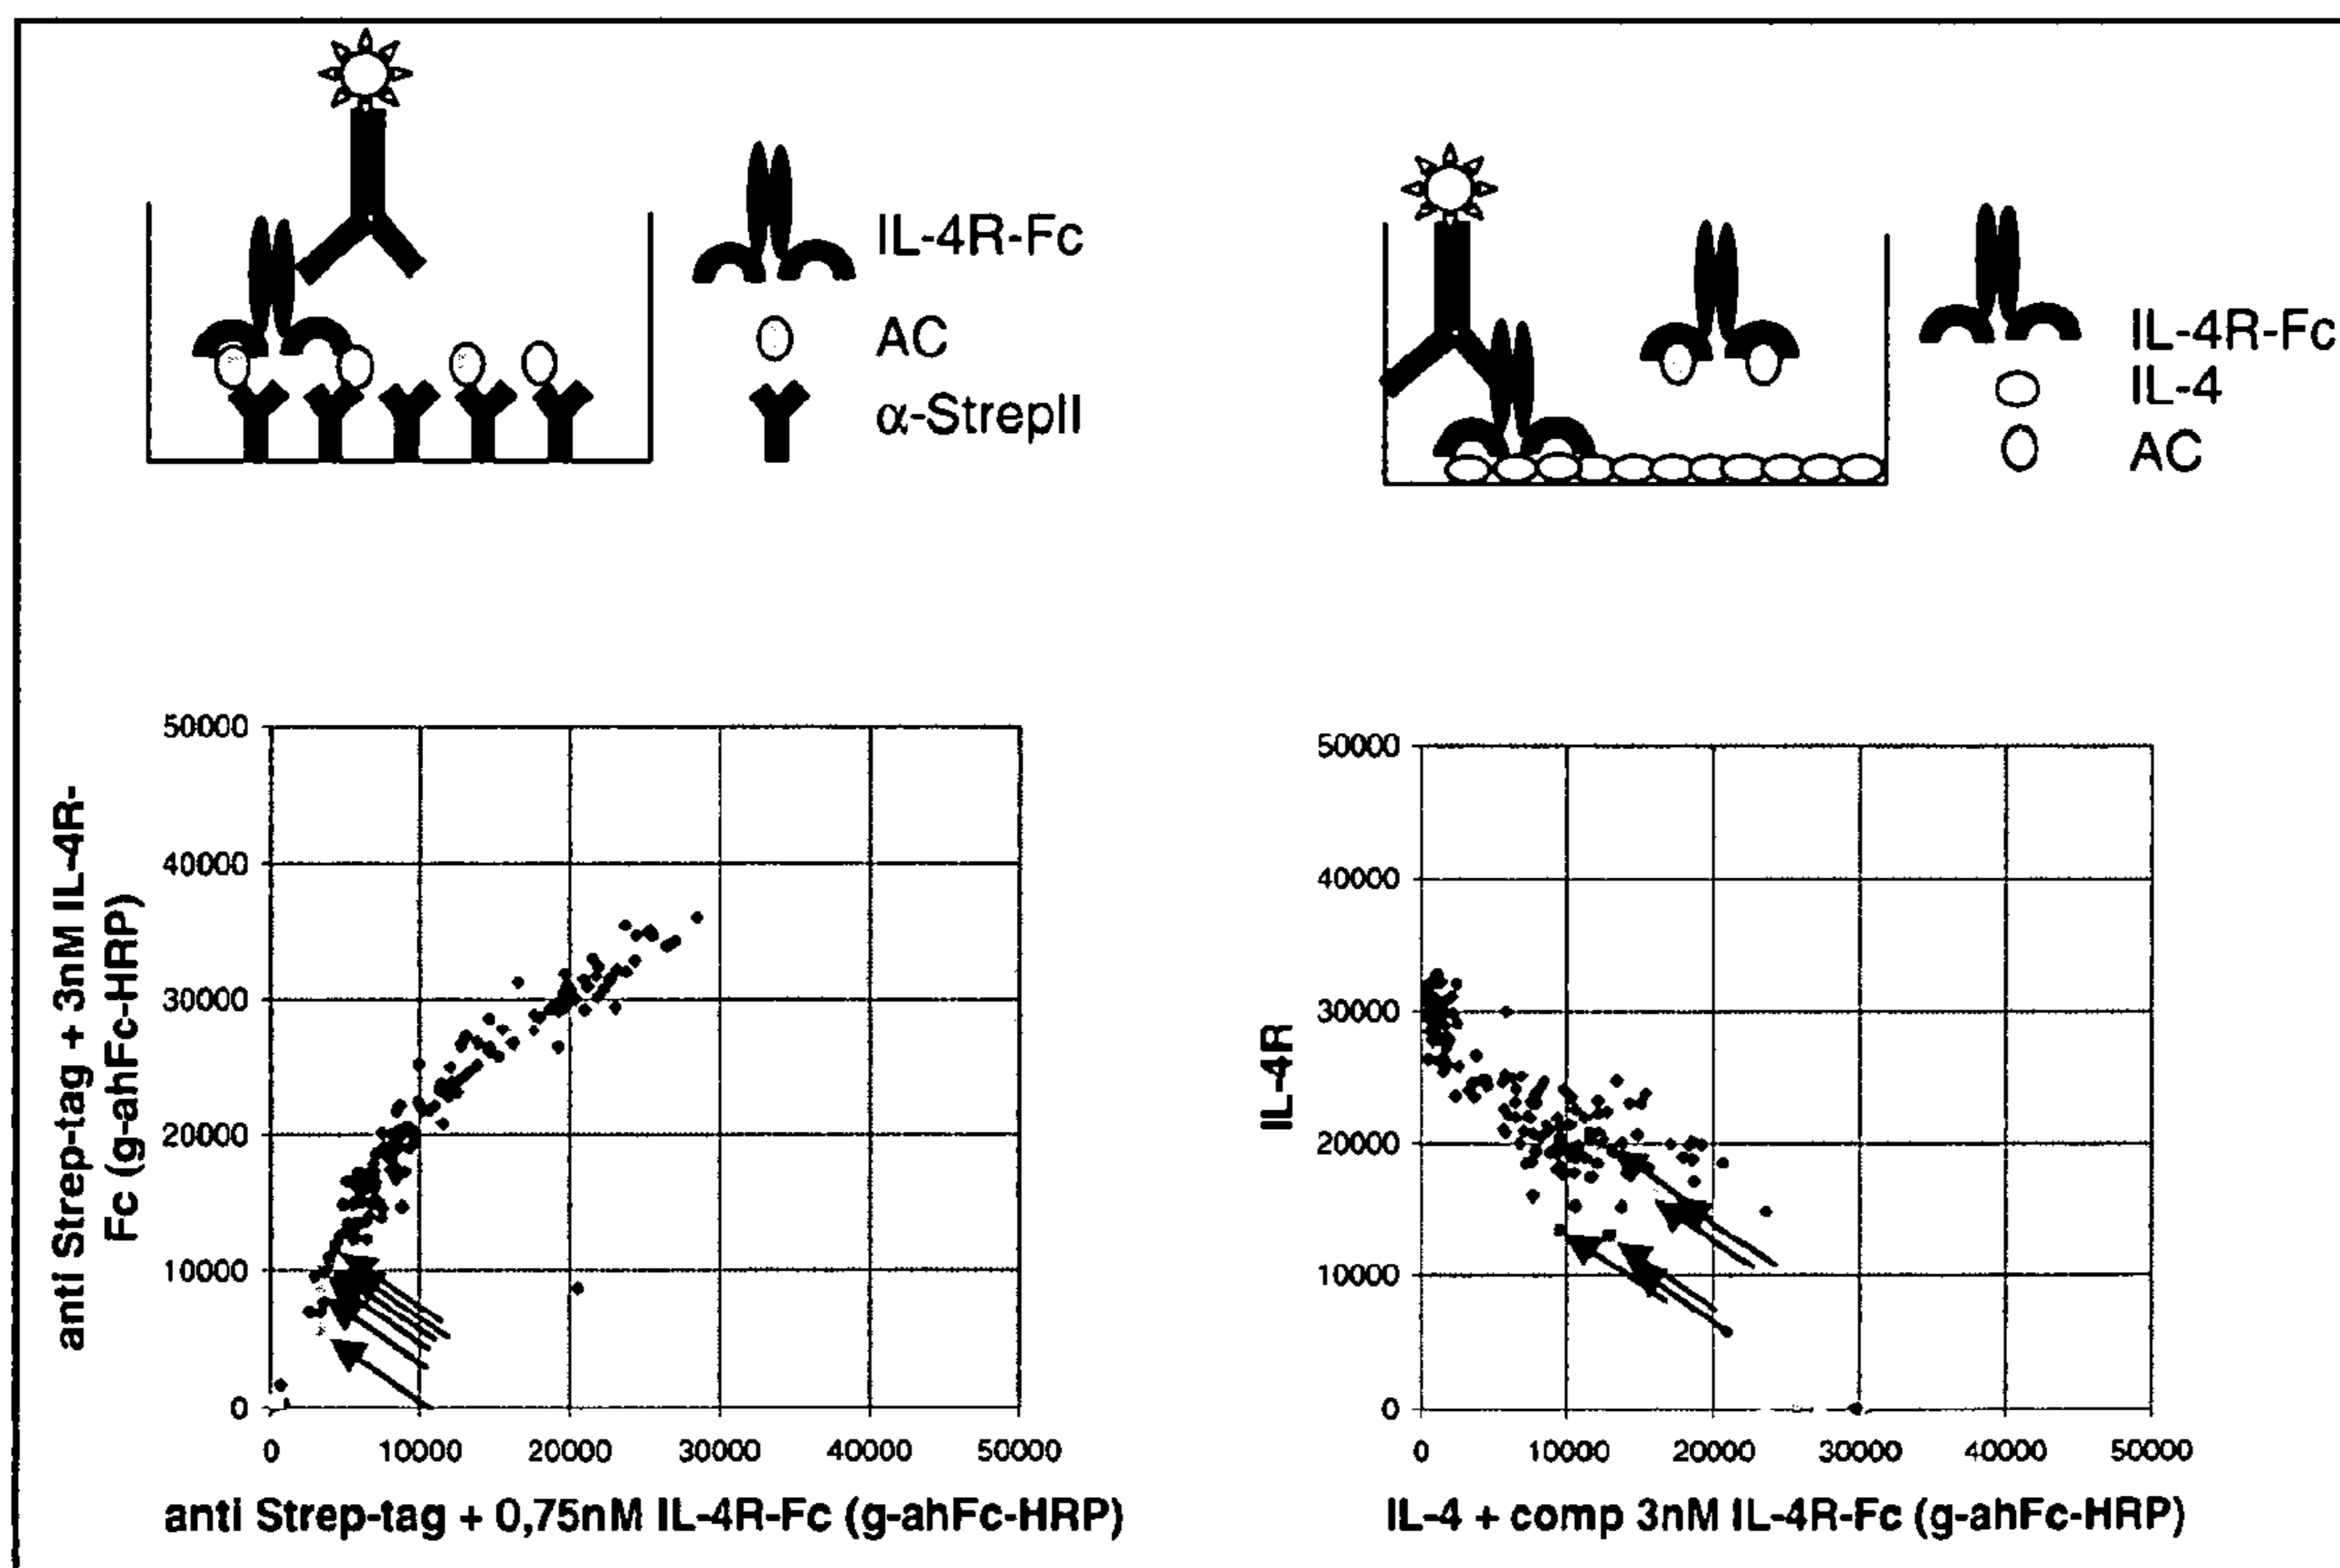 IL-4R-Fc
AC
α-StrepII
IL-4R-Fc
IL-4
AC
anti Strep-tag + 3nM IL-4R-
Fc (g-ahFc-HRP)
50000
40000
30000
20000
10000
0
0 10000 20000 30000 40000 50000
anti Strep-tag + 0,75nM IL-4R-Fc (g-ahFc-HRP)
IL-4R
50000
40000
30000
20000
10000
0
0 10000 20000 30000 40000 50000
IL-4 + comp 3nM IL-4R-Fc (g-ahFc-HRP)